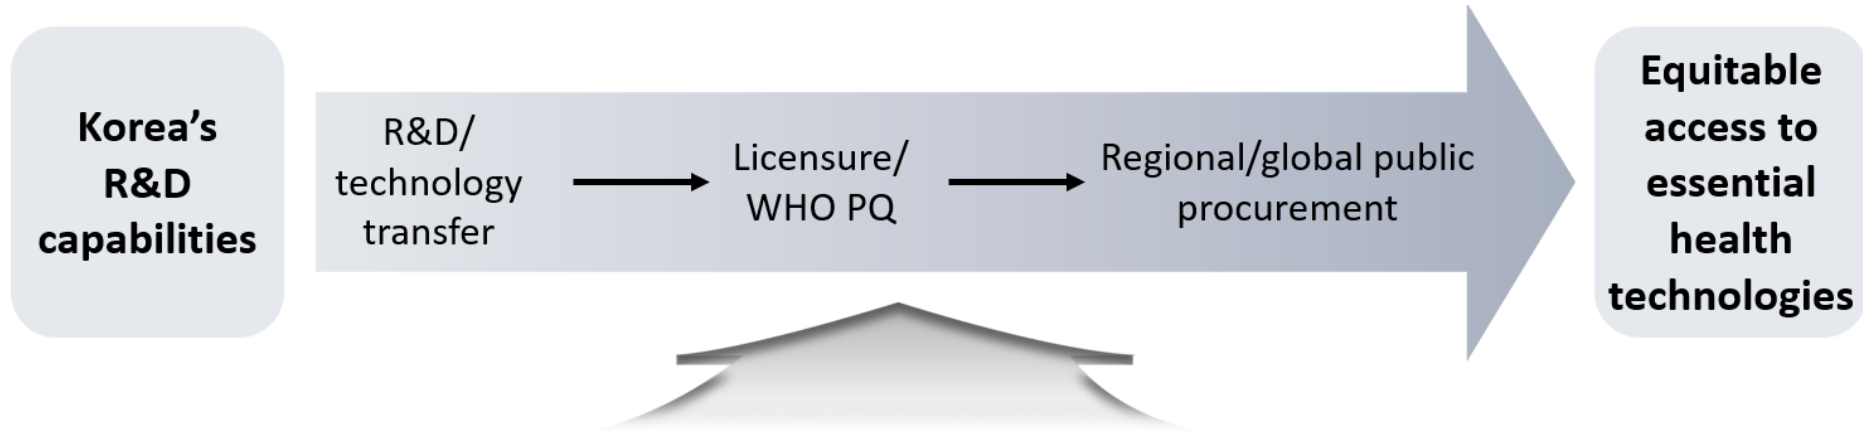 Korea’s
R&D
capabilities
R&D/
technology
transfer
Licensure/
WHO PQ
Regional/global public
procurement
Equitable
access to
essential
health
technologies